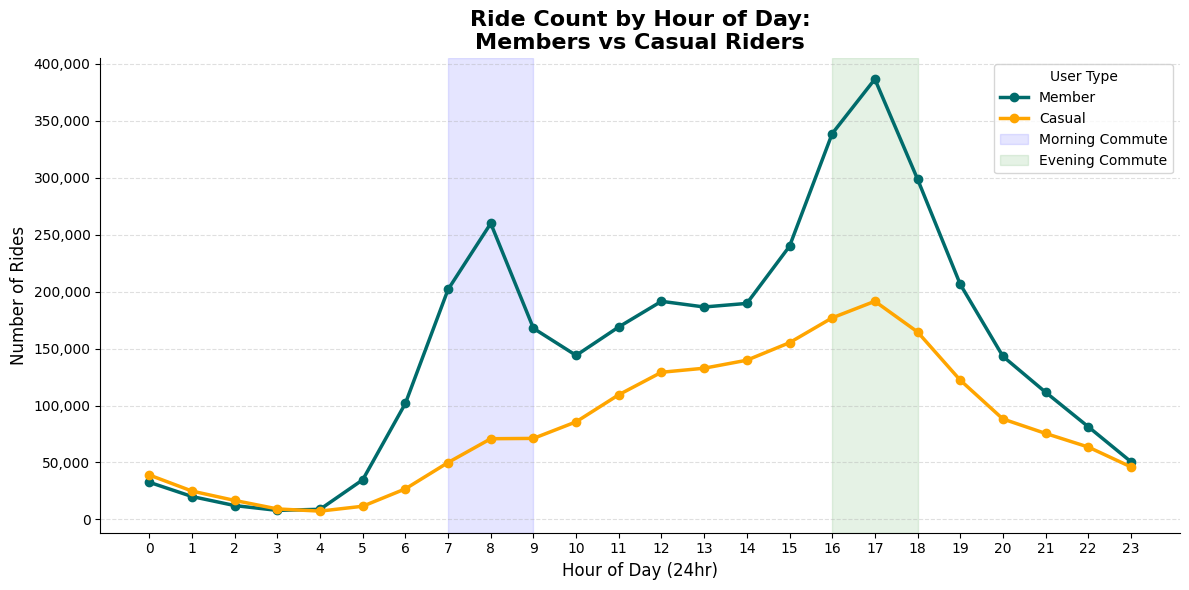 Ride Count by Hour of Day:
Members vs Casual Riders
User Type
Member
Casual
Morning Commute
Evening Commute
Number of Rides
400,000
350,000
300,000
250,000
200,000
150,000
100,000
50,000
0
0 1 2 3 4 5 6 7 8 9 10 11 12 13 14 15 16 17 18 19 20 21 22 23
Hour of Day (24hr)